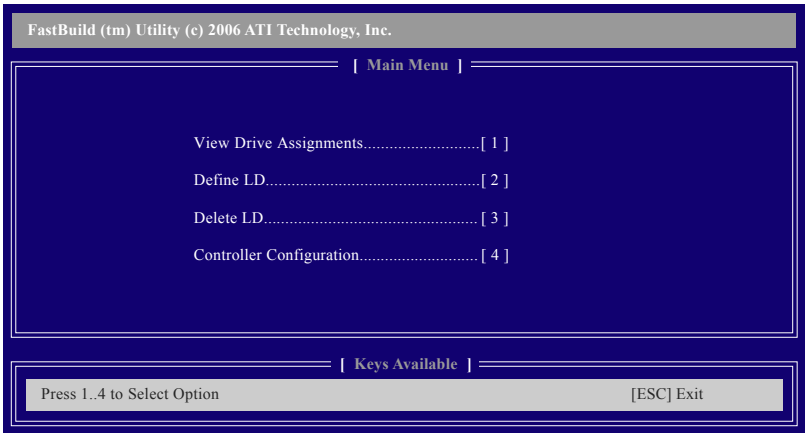 FastBuild (tm) Utility (c) 2006 ATI Technology, Inc.
[ Main Menu ]
View Drive Assignments...........................[ 1 ]
Define LD..................................................[ 2 ]
Delete LD.................................................. [ 3 ]
Controller Configuration............................ [ 4 ]
[ Keys Available ]
Press 1..4 to Select Option [ESC] Exit